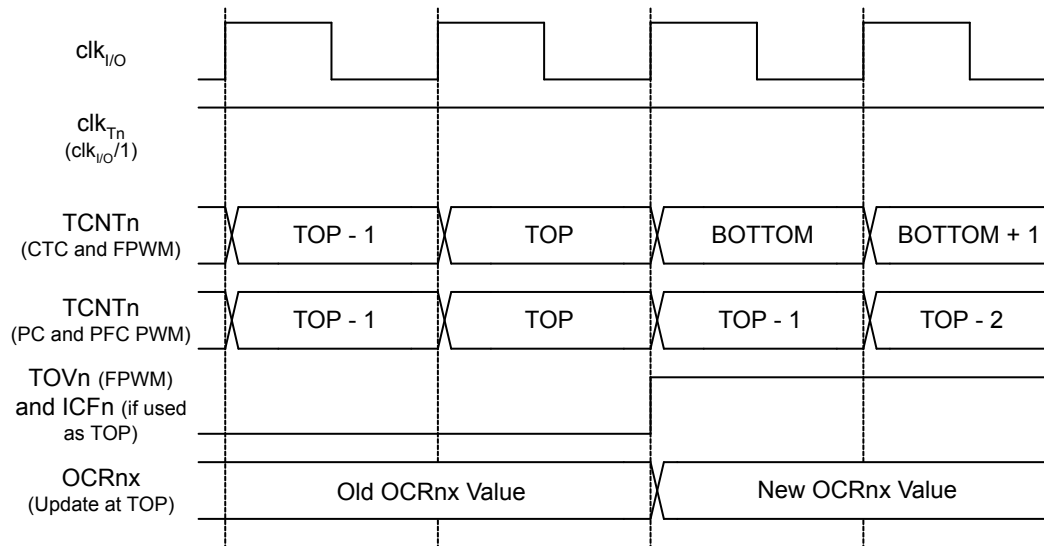 clkI/O
clkTn
(clkI/O/1)
TCNTn
(CTC and FPWM)
TOP - 1 TOP BOTTOM BOTTOM + 1
TCNTn
(PC and PFC PWM)
TOP - 1 TOP TOP - 1 TOP - 2
TOVn (FPWM)
and ICFn (if used
as TOP)
OCRnx
(Update at TOP)
Old OCRnx Value New OCRnx Value